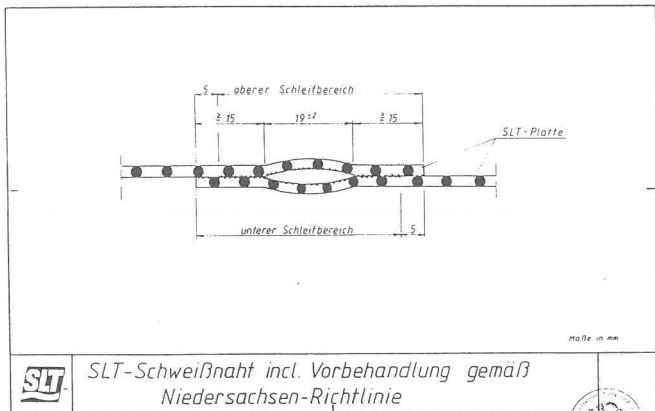 5 oberer Schleifbereich
≥ 15 19 ±2 ≥ 15
SLT-Platte
unterer Schleifbereich 5
Maße in mm
SLT
SLT-Schweißnaht incl. Vorbehandlung gemäß
Niedersachsen-Richtlinie